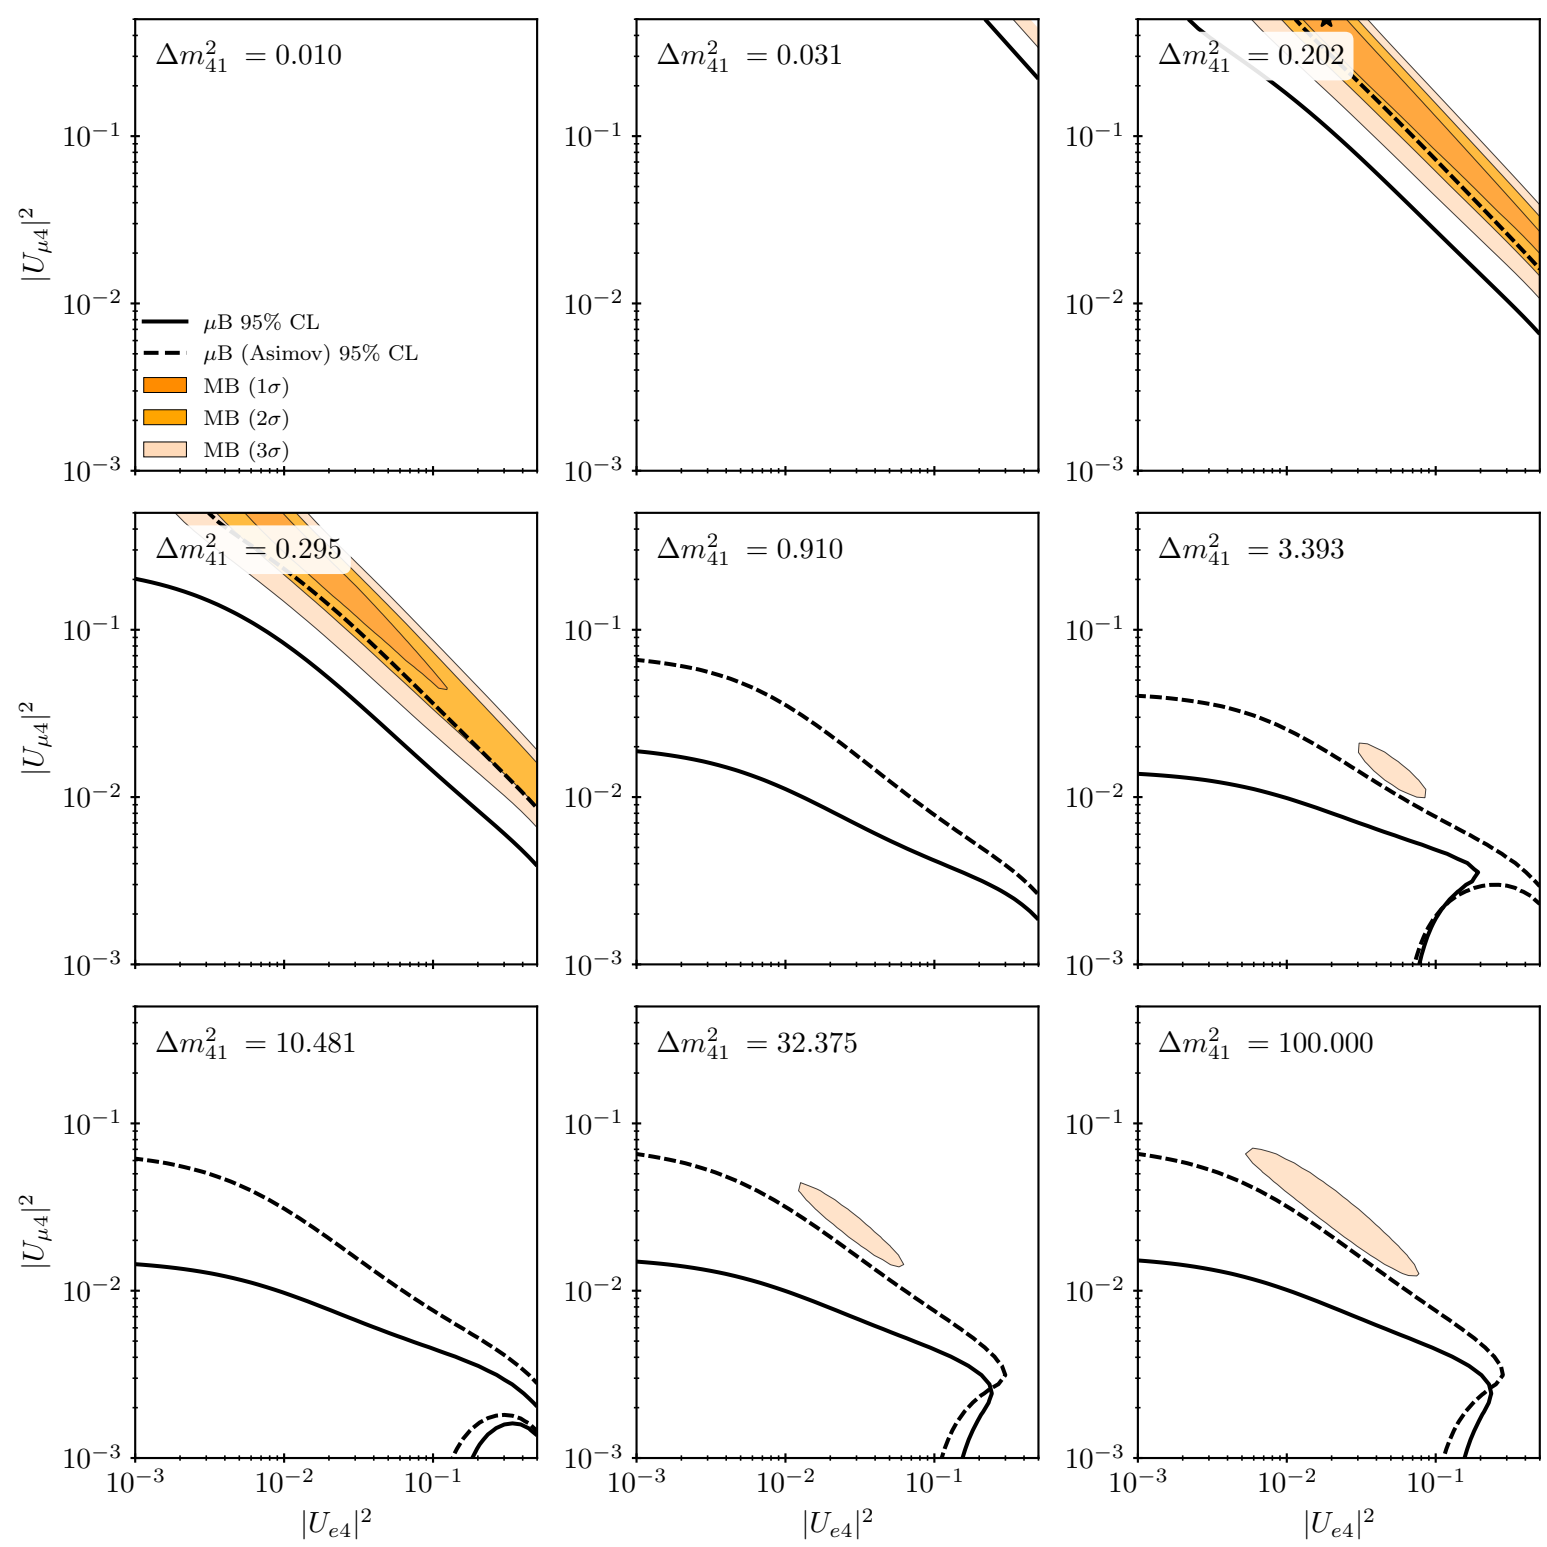 Δm²₄₁ = 0.010
Δm²₄₁ = 0.031
Δm²₄₁ = 0.202
10⁻¹ 10⁻¹ 10⁻¹
|U_μ4|²
10⁻² 10⁻² 10⁻²
μB 95% CL
μB (Asimov) 95% CL
MB (1σ)
MB (2σ)
MB (3σ)
10⁻³ 10⁻³ 10⁻³
Δm²₄₁ = 0.295
Δm²₄₁ = 0.910
Δm²₄₁ = 3.393
10⁻¹ 10⁻¹ 10⁻¹
|U_μ4|²
10⁻² 10⁻² 10⁻²
10⁻³ 10⁻³ 10⁻³
Δm²₄₁ = 10.481
Δm²₄₁ = 32.375
Δm²₄₁ = 100.000
10⁻¹ 10⁻¹ 10⁻¹
|U_μ4|²
10⁻² 10⁻² 10⁻²
10⁻³ 10⁻³ 10⁻³
10⁻³ 10⁻² 10⁻¹ 10⁻³ 10⁻² 10⁻¹ 10⁻³ 10⁻² 10⁻¹
|U_e4|² |U_e4|² |U_e4|²